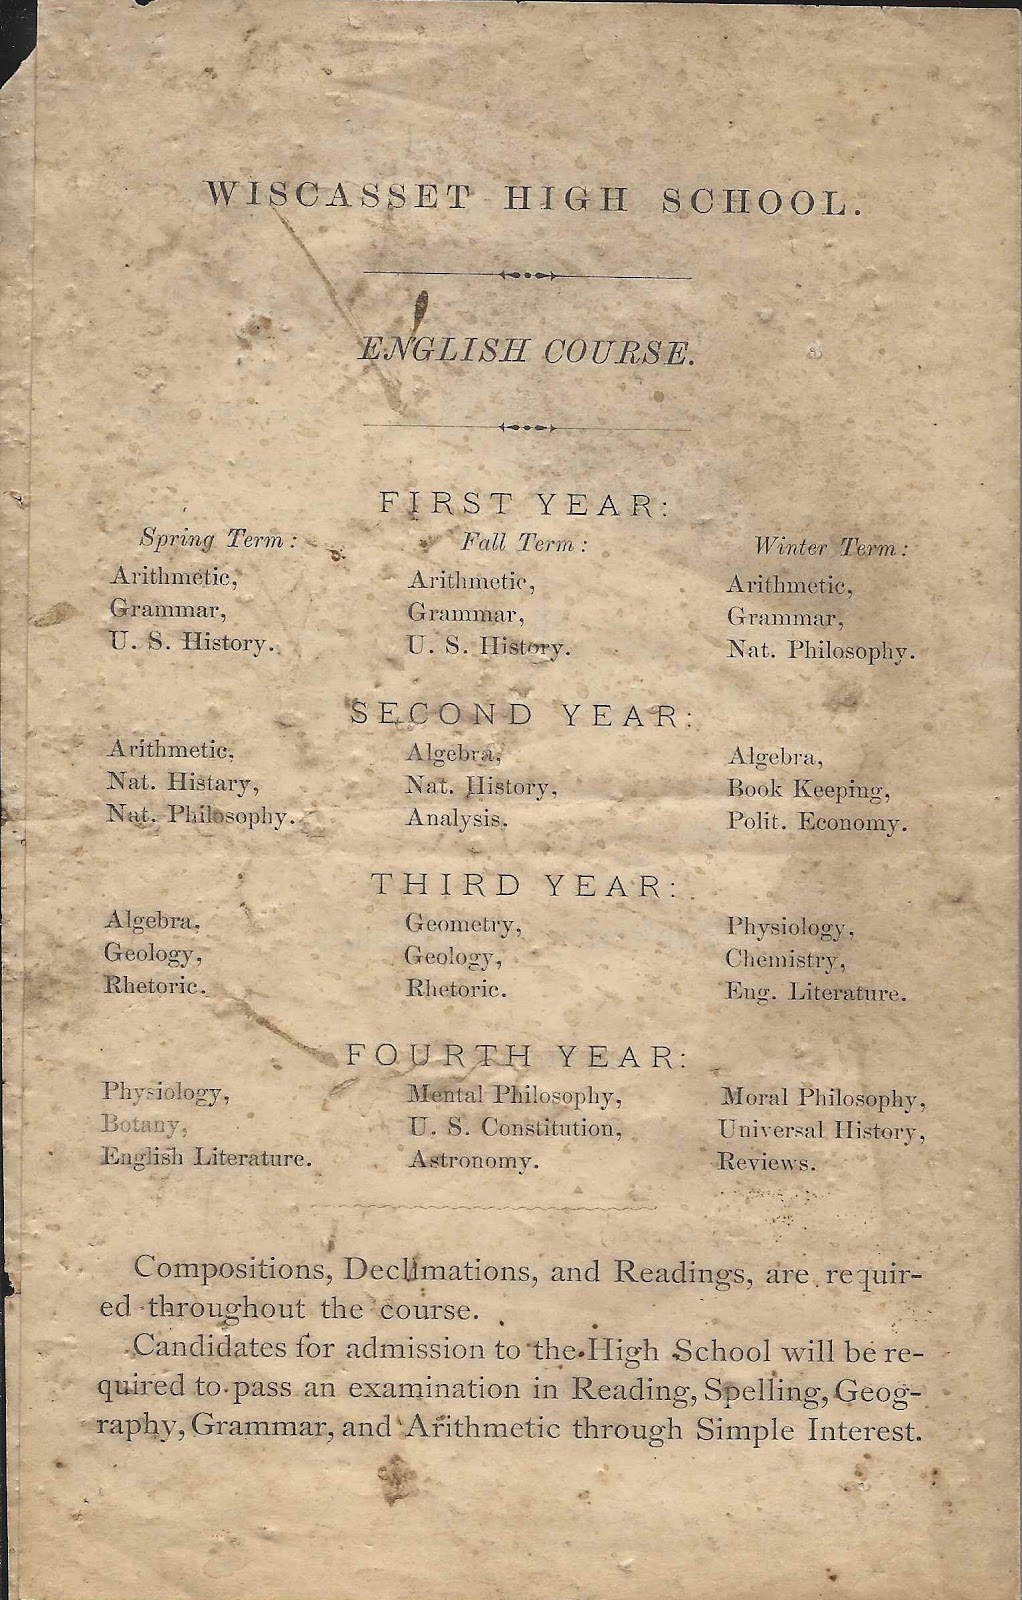 WISCASSET HIGH SCHOOL.
ENGLISH COURSE.
FIRST YEAR:
Spring Term: Fall Term: Winter Term:
Arithmetic, Arithmetic, Arithmetic,
Grammar, Grammar, Grammar,
U. S. History. U. S. History. Nat. Philosophy.
SECOND YEAR:
Arithmetic, Algebra, Algebra,
Nat. Histary, Nat. History, Book Keeping,
Nat. Philosophy. Analysis. Polit. Economy.
THIRD YEAR:
Algebra, Geometry, Physiology,
Geology, Geology, Chemistry,
Rhetoric. Rhetoric. Eng. Literature.
FOURTH YEAR:
Physiology, Mental Philosophy, Moral Philosophy,
Botany, U. S. Constitution, Universal History,
English Literature. Astronomy. Reviews.
Compositions, Declimations, and Readings, are requir-
ed throughout the course.
Candidates for admission to the High School will be re-
quired to pass an examination in Reading, Spelling, Geog-
raphy, Grammar, and Arithmetic through Simple Interest.